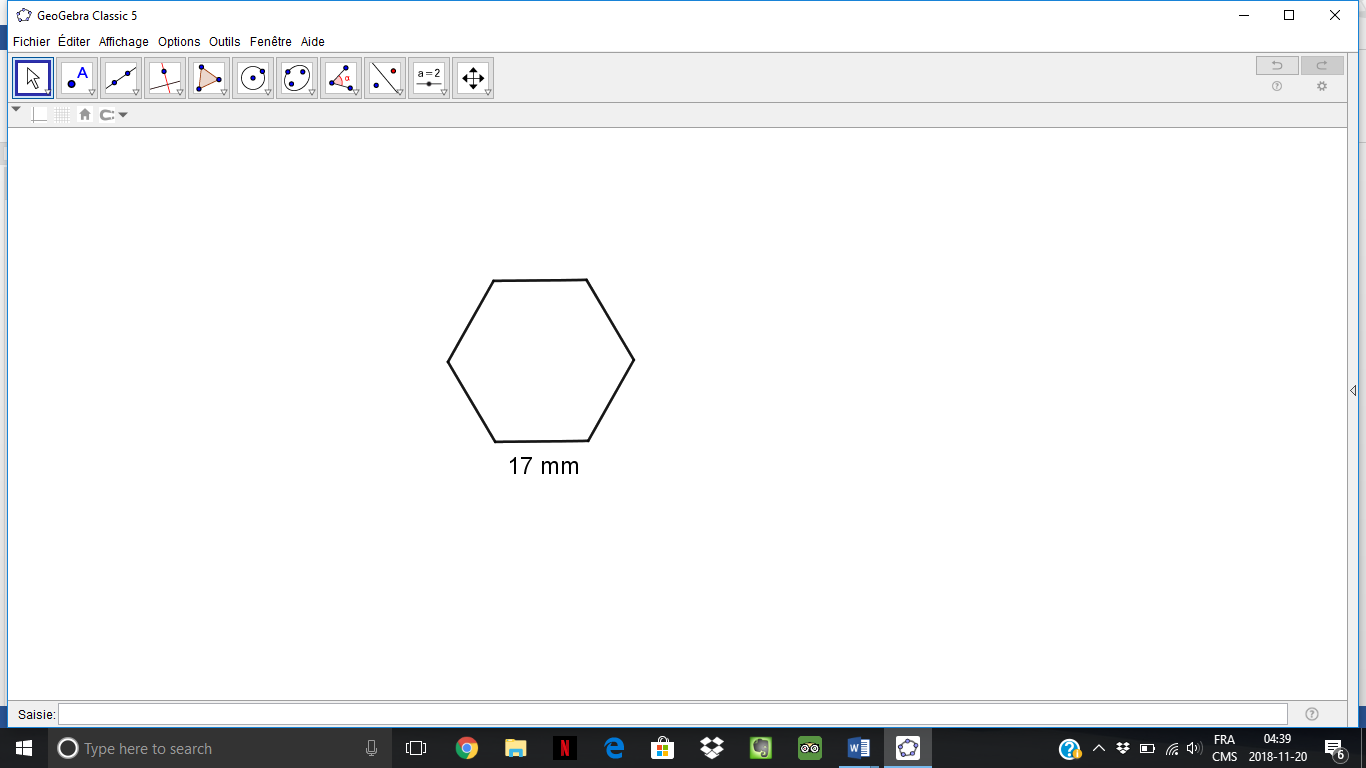 GeoGebra Classic 5
Fichier Éditer Affichage Options Outils Fenêtre Aide
A
α
a=2
17 mm
Saisie:
Type here to search
FRA 04:39
CMS 2018-11-20
6